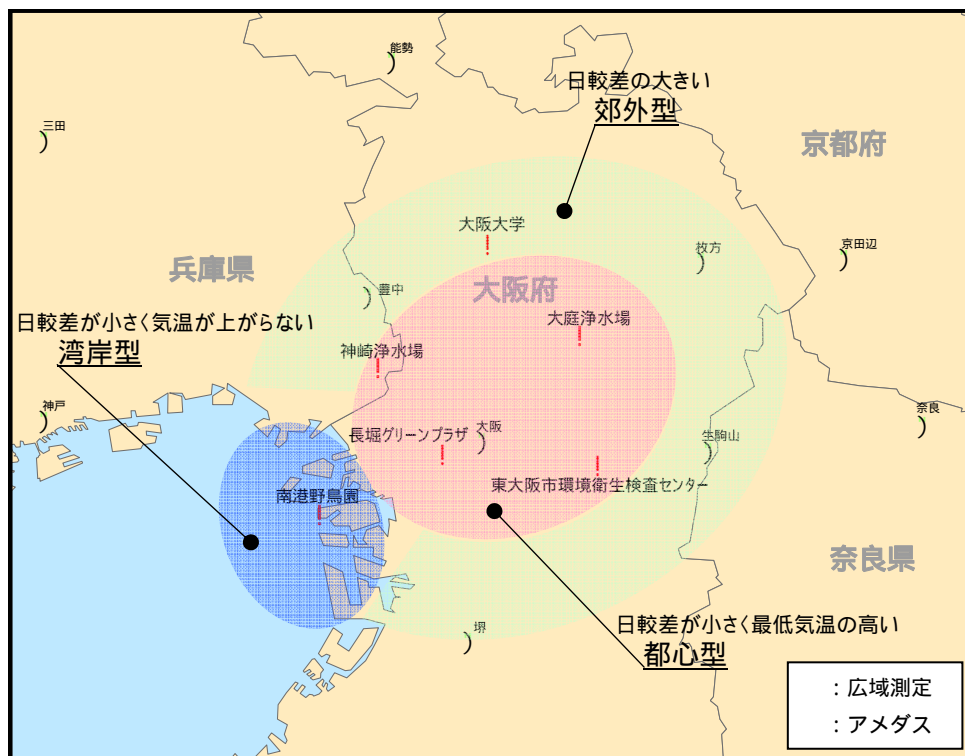 能勢
日較差の大きい
郊外型
三田
京都府
大阪大学
枚方
京田辺
兵庫県
豊中
大阪府
日較差が小さく気温が上がらない
湾岸型
大庭浄水場
神崎浄水場
神戸
奈良
長堀グリーンプラザ
大阪
生駒山
東大阪市環境衛生検査センター
南港野鳥園
奈良県
堺
日較差が小さく最低気温の高い
都心型
：広域測定
：アメダス